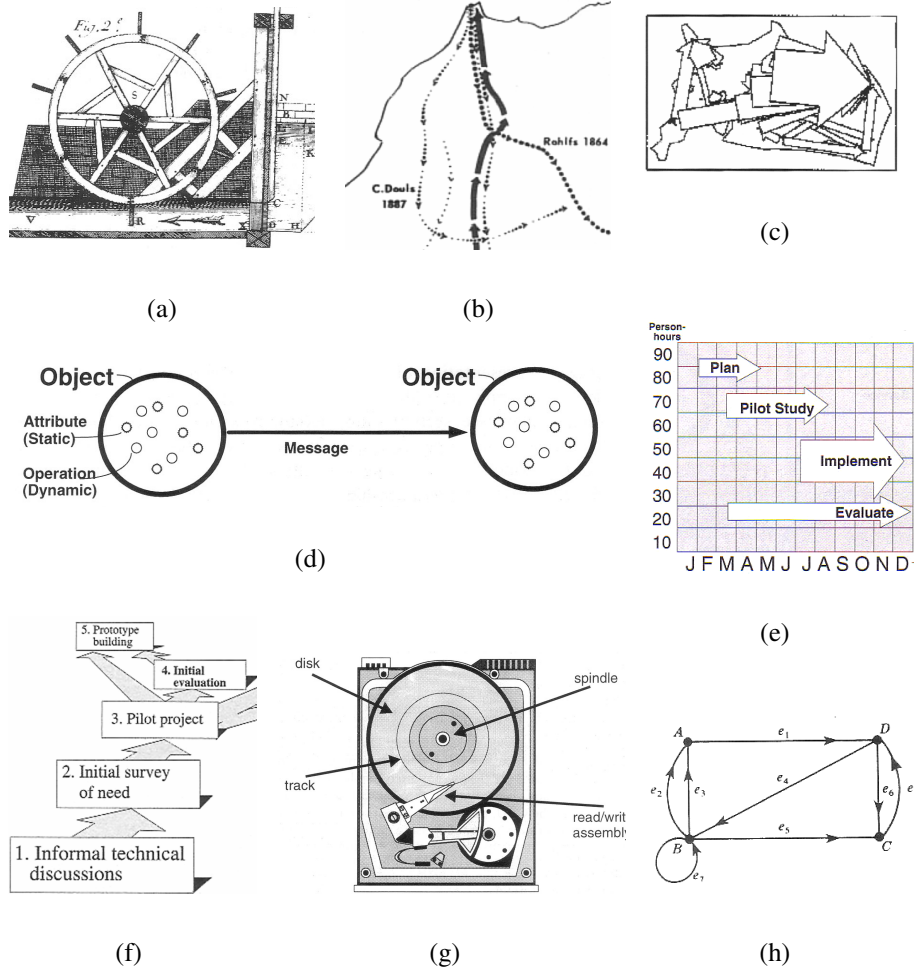 Fig. 2.e
S
N
B
L
K
C
R
X G H
Rohlfs 1864
C. Douls
1887
(a)
(b)
(c)
Object
Object
Attribute
(Static)
Operation
(Dynamic)
Message
(d)
Person-
hours
90
80
70
60
50
40
30
20
10
Plan
Pilot Study
Implement
Evaluate
J F M A M J J A S O N D
(e)
5. Prototype
building
4. Initial
evaluation
3. Pilot project
2. Initial survey
of need
1. Informal technical
discussions
(f)
disk
spindle
track
read/writ
assembly
(g)
A
e1
D
e2
e3
e4
e6
e
B
e5
C
e7
(h)